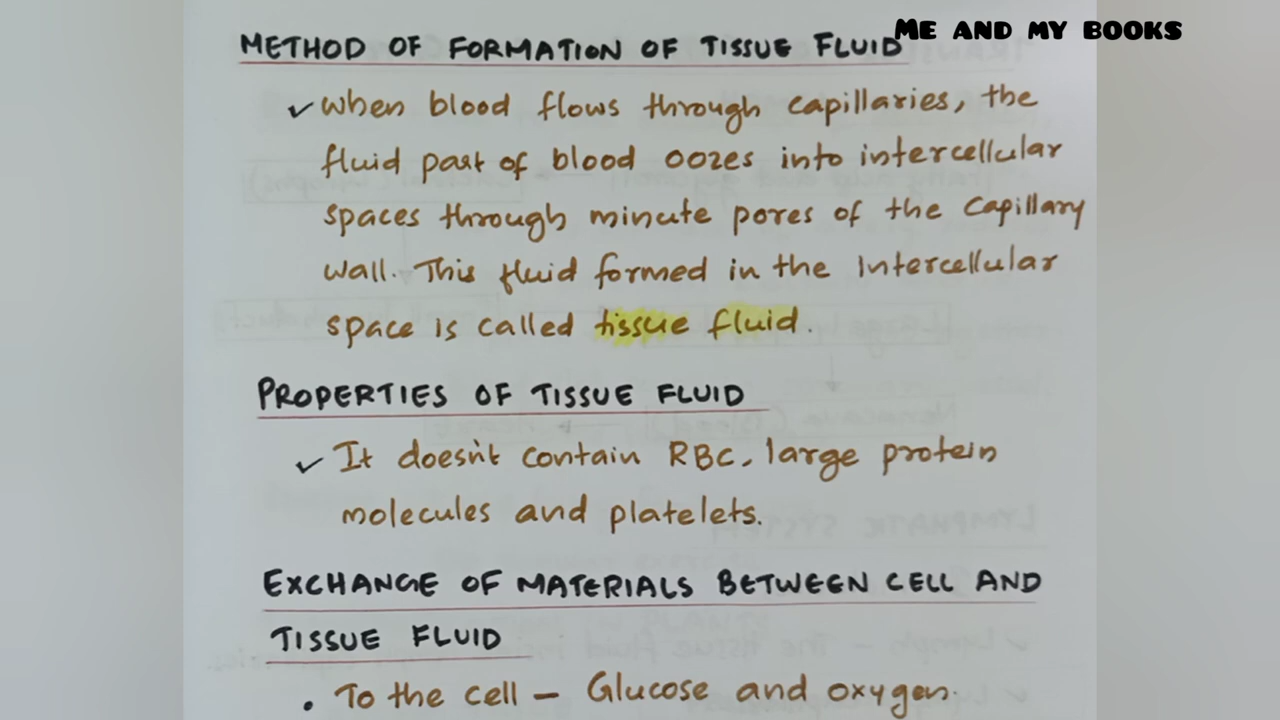 METHOD OF FORMATION OF TISSUE FLUID
ME AND MY BOOKS
✓ When blood flows through capillaries, the
fluid part of blood oozes into intercellular
spaces through minute pores of the capillary
wall. This fluid formed in the intercellular
space is called tissue fluid.
PROPERTIES OF TISSUE FLUID
✓ It doesn't contain RBC, large protein
molecules and platelets.
EXCHANGE OF MATERIALS BETWEEN CELL AND
TISSUE FLUID
• To the cell – Glucose and oxygen.